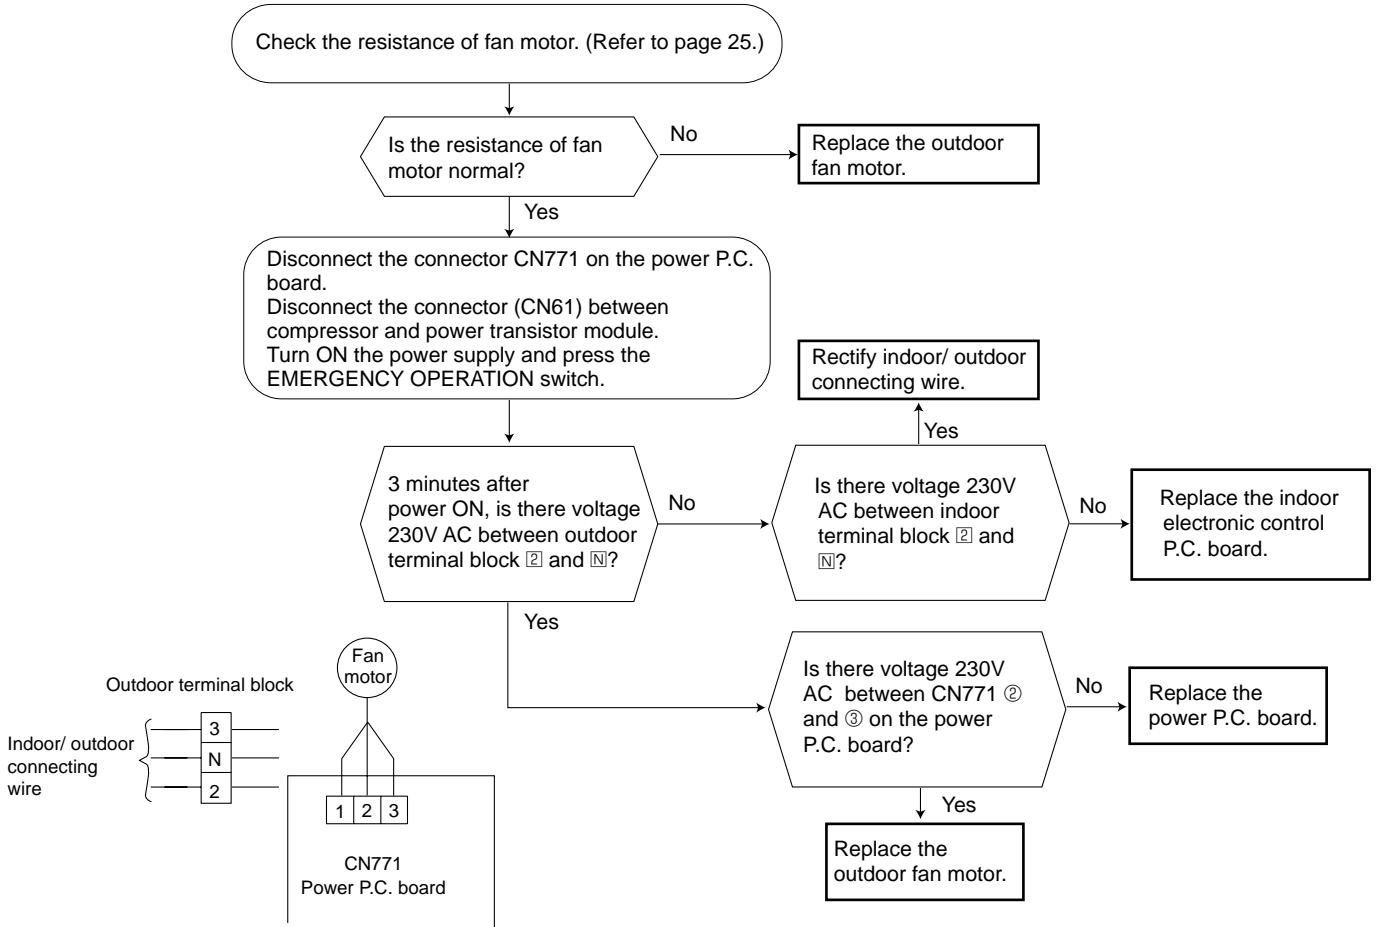 Check the resistance of fan motor. (Refer to page 25.)
Is the resistance of fan
motor normal?
No
Replace the outdoor
fan motor.
Yes
Disconnect the connector CN771 on the power P.C.
board.
Disconnect the connector (CN61) between
compressor and power transistor module.
Turn ON the power supply and press the
EMERGENCY OPERATION switch.
Rectify indoor/ outdoor
connecting wire.
Yes
3 minutes after
power ON, is there voltage
230V AC between outdoor
terminal block 2 and N?
No
Is there voltage 230V
AC between indoor
terminal block 2 and
N?
No
Replace the indoor
electronic control
P.C. board.
Yes
Is there voltage 230V
AC between CN771 ②
and ③ on the power
P.C. board?
No
Replace the
power P.C. board.
Yes
Replace the
outdoor fan motor.
Fan
motor
Outdoor terminal block
Indoor/ outdoor
connecting
wire
3
N
2
1 2 3
CN771
Power P.C. board